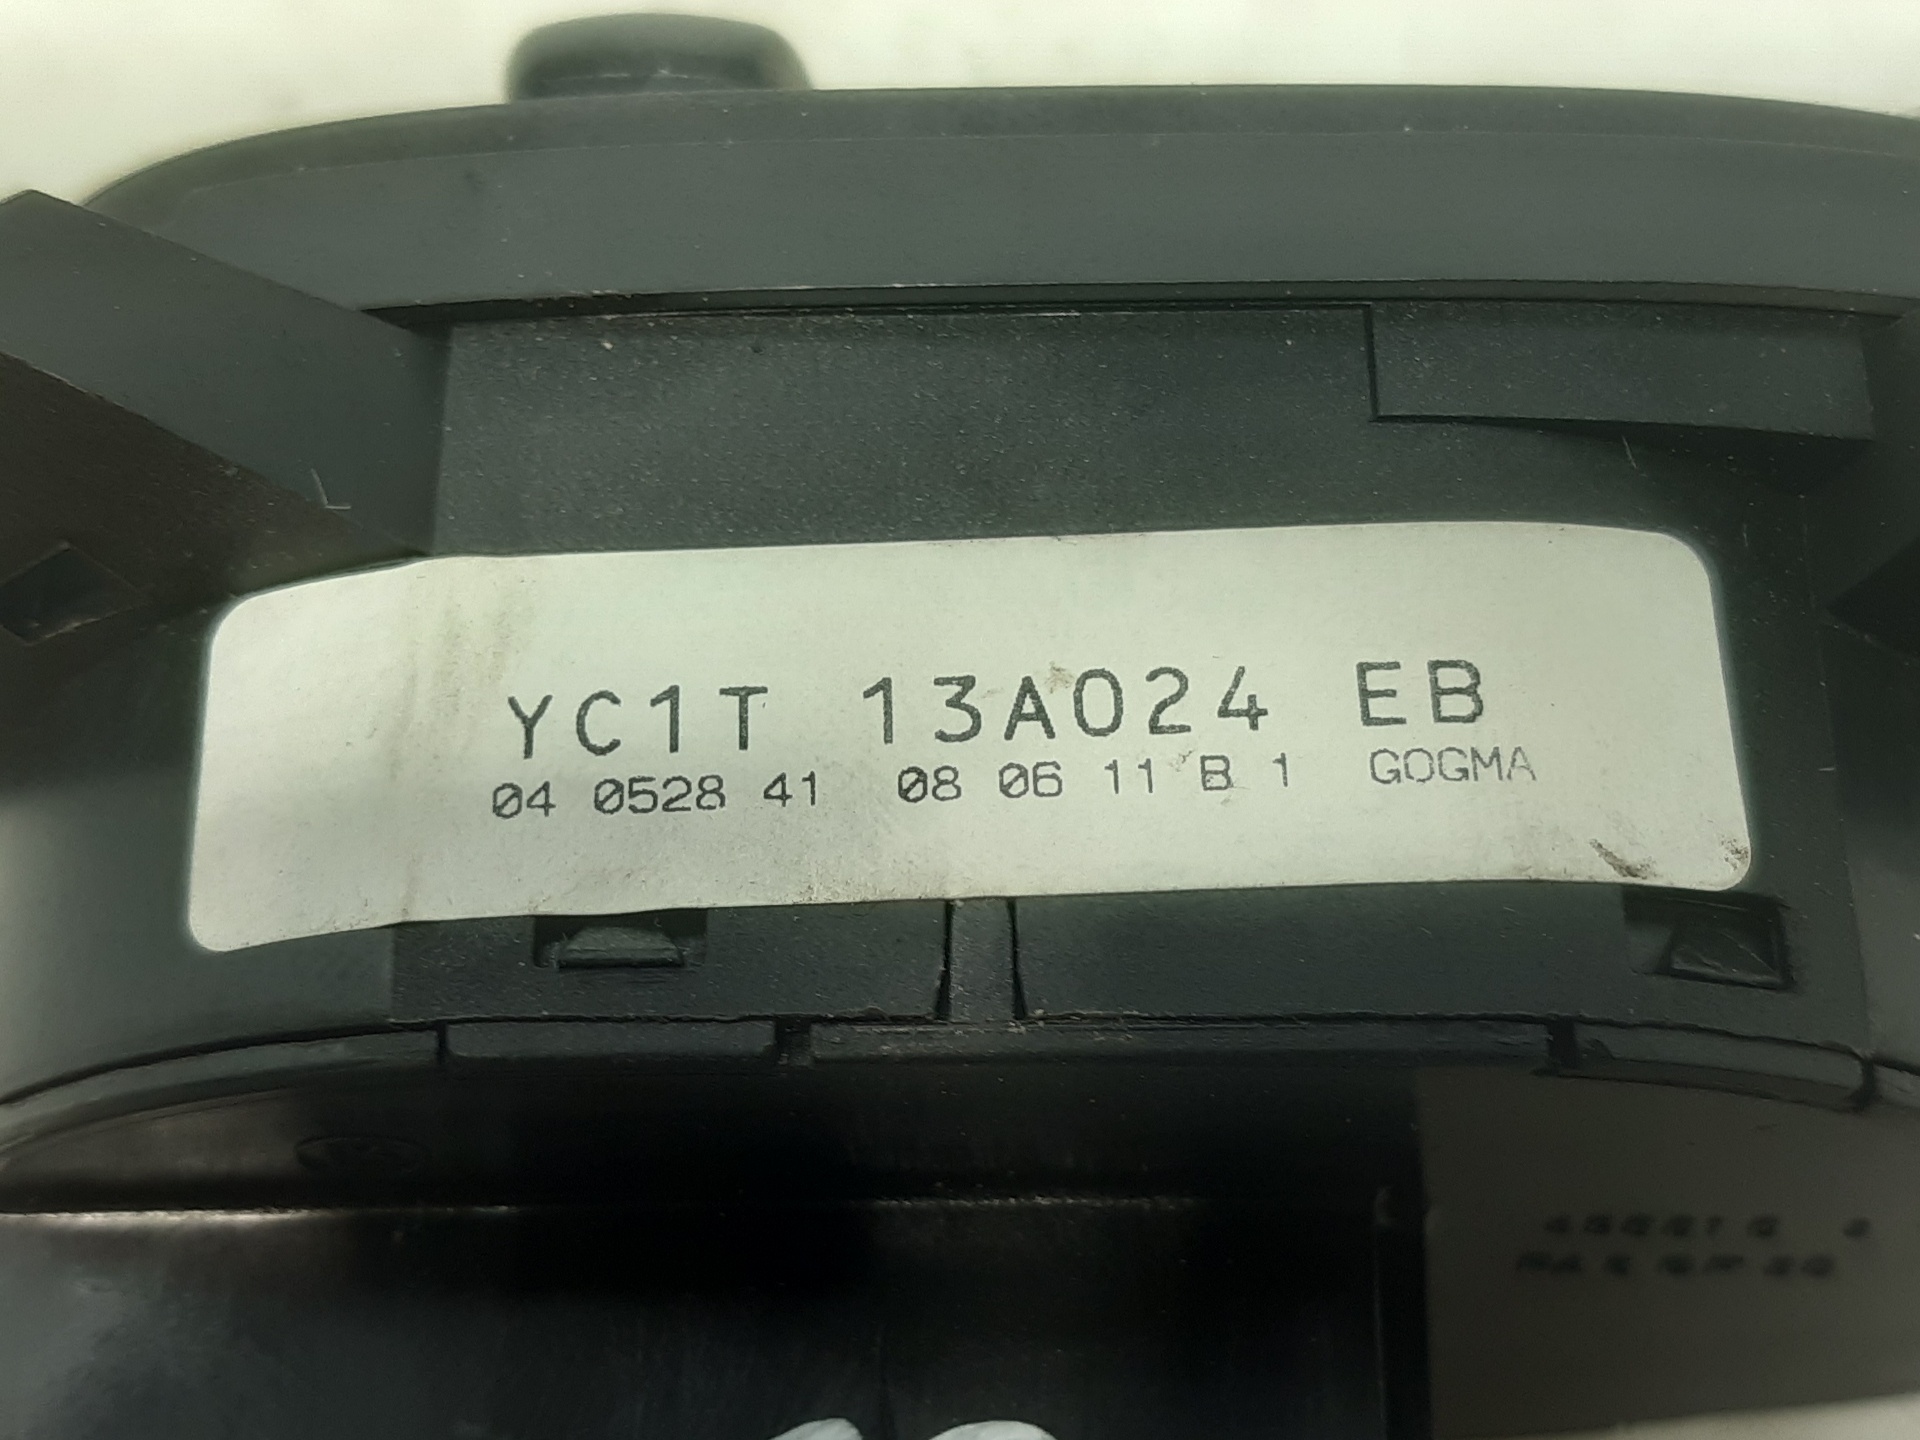 YC1T 13A024 EB
04 0528 41 08 06 11 B 1 GOGMA